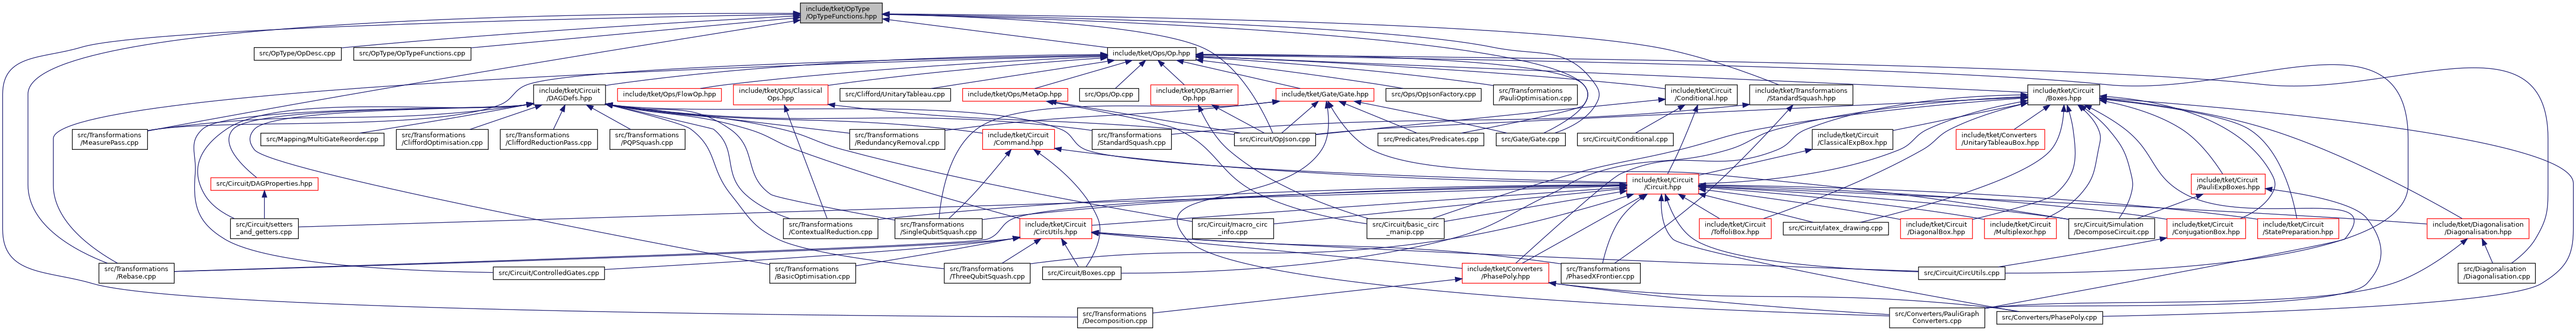 include/tket/OpType
/OpTypeFunctions.hpp
src/OpType/OpDesc.cpp
src/OpType/OpTypeFunctions.cpp
include/tket/Ops/Op.hpp
include/tket/Circuit
/DAGDefs.hpp
include/tket/Ops/FlowOp.hpp
include/tket/Ops/Classical
Ops.hpp
src/Clifford/UnitaryTableau.cpp
include/tket/Ops/MetaOp.hpp
src/Ops/Op.cpp
include/tket/Ops/Barrier
Op.hpp
include/tket/Gate/Gate.hpp
src/Ops/OpJsonFactory.cpp
src/Transformations
/PauliOptimisation.cpp
include/tket/Circuit
/Conditional.hpp
include/tket/Transformations
/StandardSquash.hpp
include/tket/Circuit
/Boxes.hpp
src/Transformations
/MeasurePass.cpp
src/Mapping/MultiGateReorder.cpp
src/Transformations
/CliffordOptimisation.cpp
src/Transformations
/CliffordReductionPass.cpp
src/Transformations
/PQPSquash.cpp
src/Transformations
/RedundancyRemoval.cpp
include/tket/Circuit
/Command.hpp
src/Transformations
/StandardSquash.cpp
src/Circuit/OpJson.cpp
src/Predicates/Predicates.cpp
src/Gate/Gate.cpp
src/Circuit/Conditional.cpp
include/tket/Circuit
/ClassicalExpBox.hpp
include/tket/Converters
/UnitaryTableauBox.hpp
src/Circuit/DAGProperties.hpp
include/tket/Circuit
/Circuit.hpp
include/tket/Circuit
/PauliExpBoxes.hpp
src/Circuit/setters
_and_getters.cpp
src/Transformations
/ContextualReduction.cpp
src/Transformations
/SingleQubitSquash.cpp
include/tket/Circuit
/CircUtils.hpp
src/Circuit/macro_circ
_info.cpp
src/Circuit/basic_circ
_manip.cpp
include/tket/Circuit
/ToffoliBox.hpp
src/Circuit/latex_drawing.cpp
include/tket/Circuit
/DiagonalBox.hpp
include/tket/Circuit
/Multiplexor.hpp
src/Circuit/Simulation
/DecomposeCircuit.cpp
include/tket/Circuit
/ConjugationBox.hpp
include/tket/Circuit
/StatePreparation.hpp
include/tket/Diagonalisation
/Diagonalisation.hpp
src/Transformations
/Rebase.cpp
src/Circuit/ControlledGates.cpp
src/Transformations
/BasicOptimisation.cpp
src/Transformations
/ThreeQubitSquash.cpp
src/Circuit/Boxes.cpp
include/tket/Converters
/PhasePoly.hpp
src/Transformations
/PhasedXFrontier.cpp
src/Circuit/CircUtils.cpp
src/Diagonalisation
/Diagonalisation.cpp
src/Transformations
/Decomposition.cpp
src/Converters/PauliGraph
Converters.cpp
src/Converters/PhasePoly.cpp